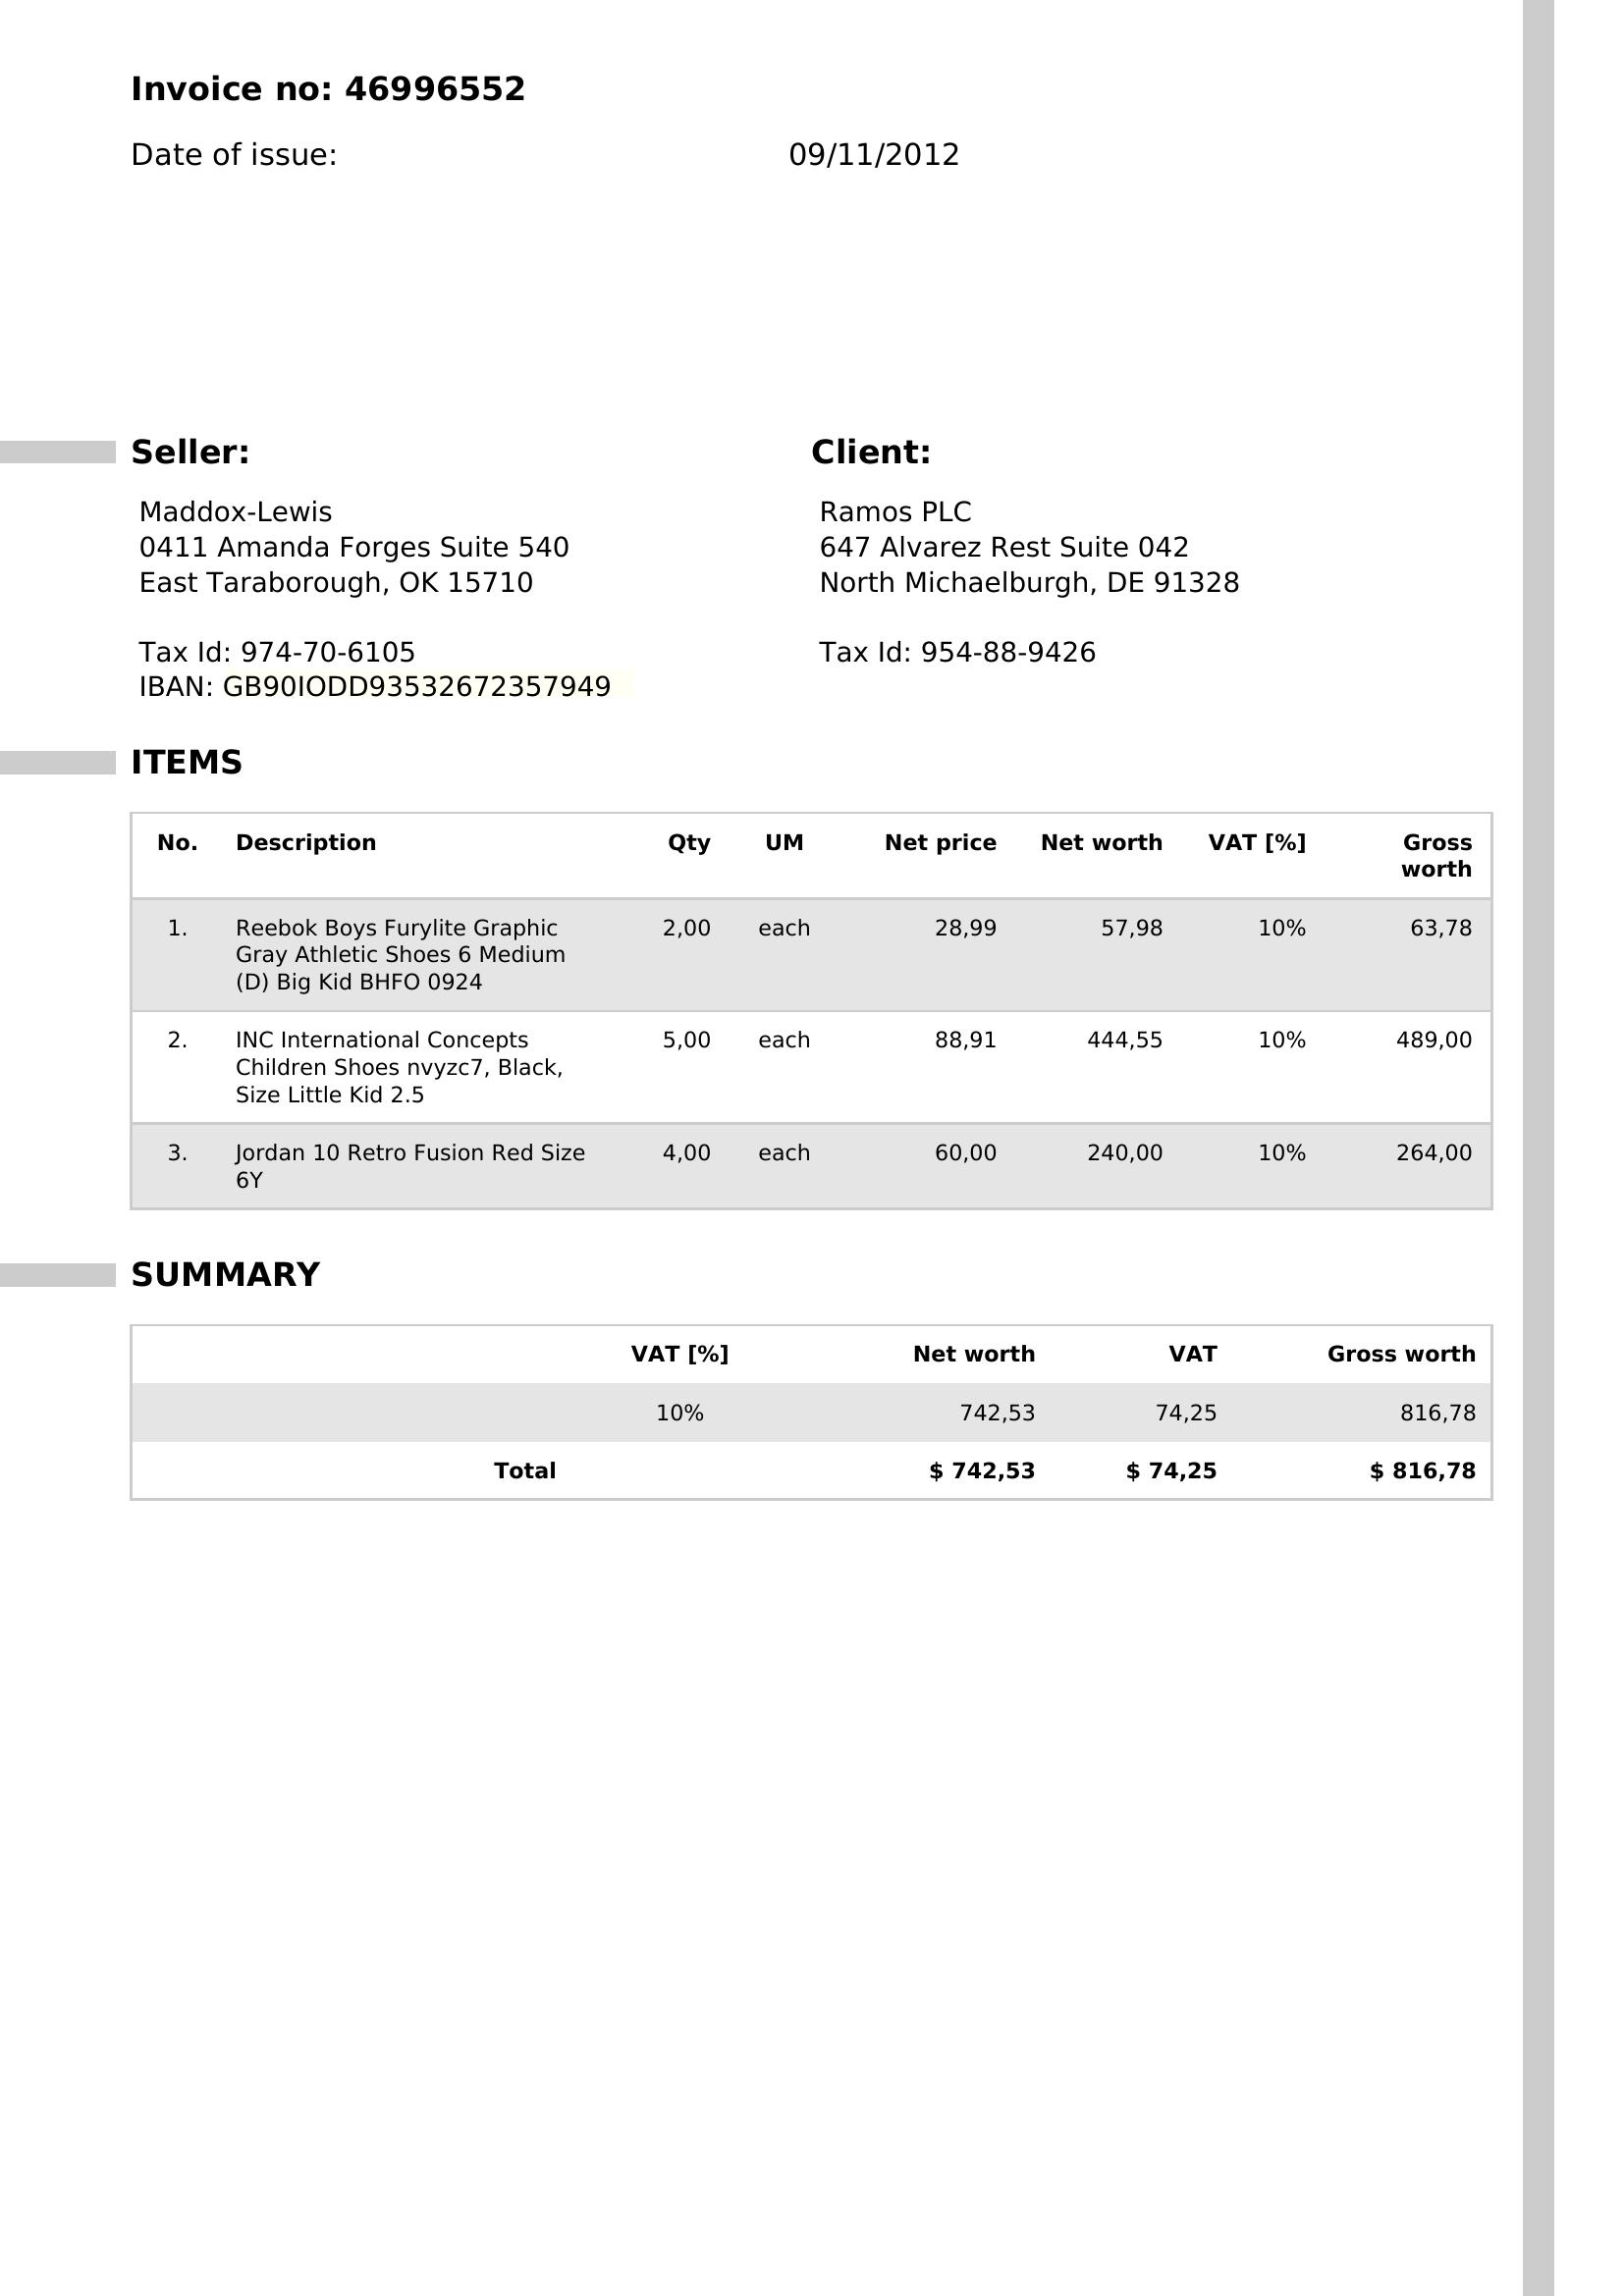 Invoice no: 46996552
Date of issue: 09/11/2012
Seller:
Maddox-Lewis
0411 Amanda Forges Suite 540
East Taraborough, OK 15710
Tax Id: 974-70-6105
IBAN: GB90IODD93532672357949
Client:
Ramos PLC
647 Alvarez Rest Suite 042
North Michaelburgh, DE 91328
Tax Id: 954-88-9426
ITEMS
No. Description Qty UM Net price Net worth VAT [%] Gross
worth
1. Reebok Boys Furylite Graphic 2,00 each 28,99 57,98 10% 63,78
Gray Athletic Shoes 6 Medium
(D) Big Kid BHFO 0924
2. INC International Concepts 5,00 each 88,91 444,55 10% 489,00
Children Shoes nvyzc7, Black,
Size Little Kid 2.5
3. Jordan 10 Retro Fusion Red Size 4,00 each 60,00 240,00 10% 264,00
6Y
SUMMARY
VAT [%] Net worth VAT Gross worth
10% 742,53 74,25 816,78
Total $ 742,53 $ 74,25 $ 816,78